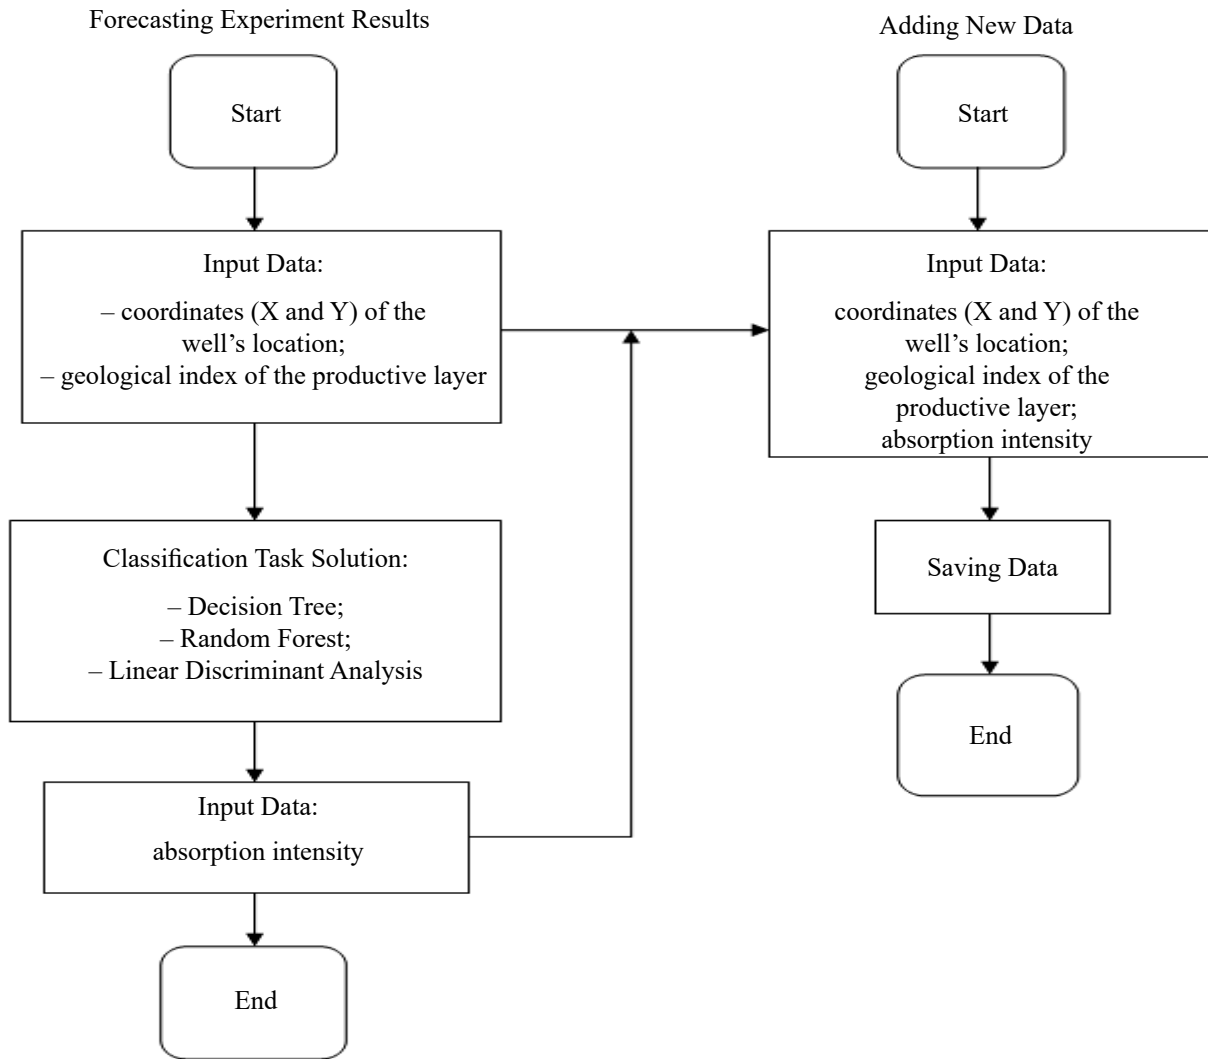 Forecasting Experiment Results
Start
Input Data:
– coordinates (X and Y) of the
well’s location;
– geological index of the productive layer
Classification Task Solution:
– Decision Tree;
– Random Forest;
– Linear Discriminant Analysis
Input Data:
absorption intensity
End
Adding New Data
Start
Input Data:
coordinates (X and Y) of the
well’s location;
geological index of the
productive layer;
absorption intensity
Saving Data
End